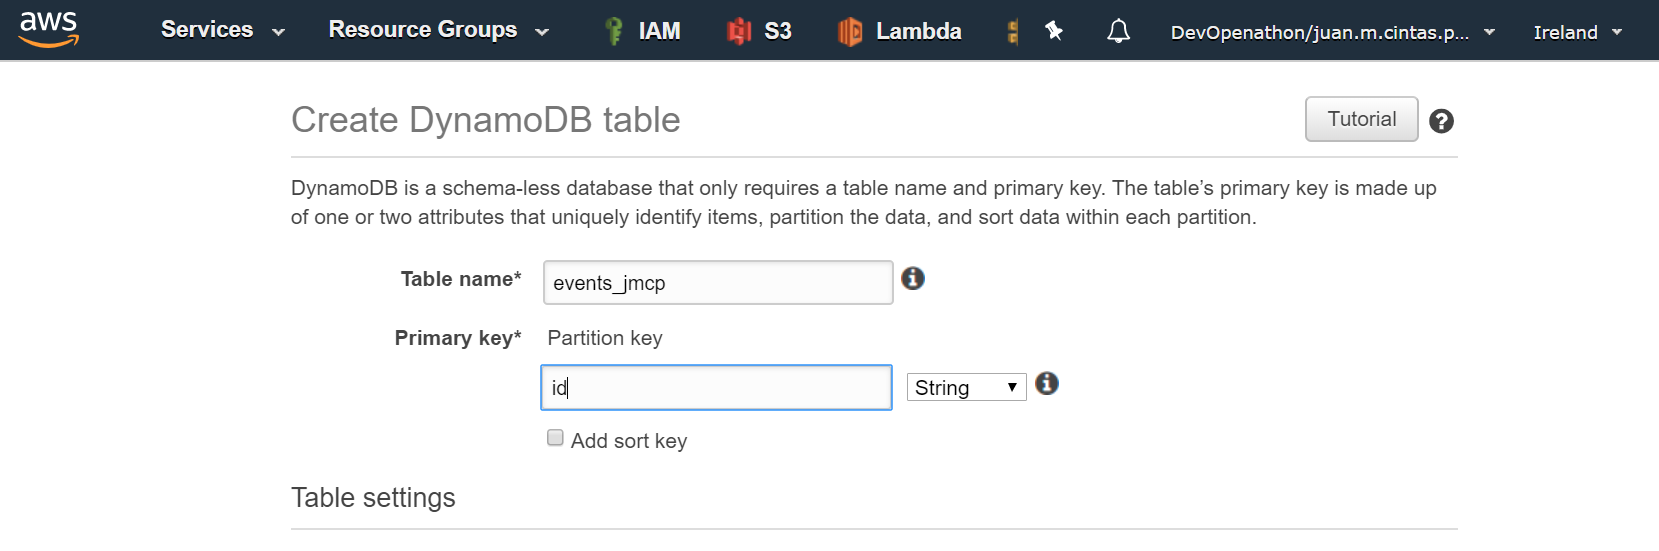 aws Services Resource Groups IAM S3 Lambda DevOpenathon/juan.m.cintas.p... Ireland
Create DynamoDB table Tutorial
DynamoDB is a schema-less database that only requires a table name and primary key. The table's primary key is made up
of one or two attributes that uniquely identify items, partition the data, and sort data within each partition.
Table name* events_jmcp
Primary key* Partition key
id String
Add sort key
Table settings